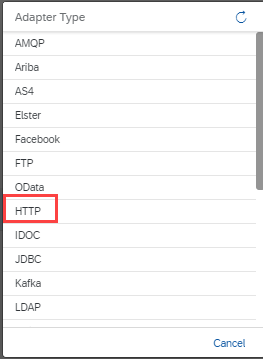 Adapter Type
AMQP
Ariba
AS4
Elster
Facebook
FTP
OData
HTTP
IDOC
JDBC
Kafka
LDAP
Cancel